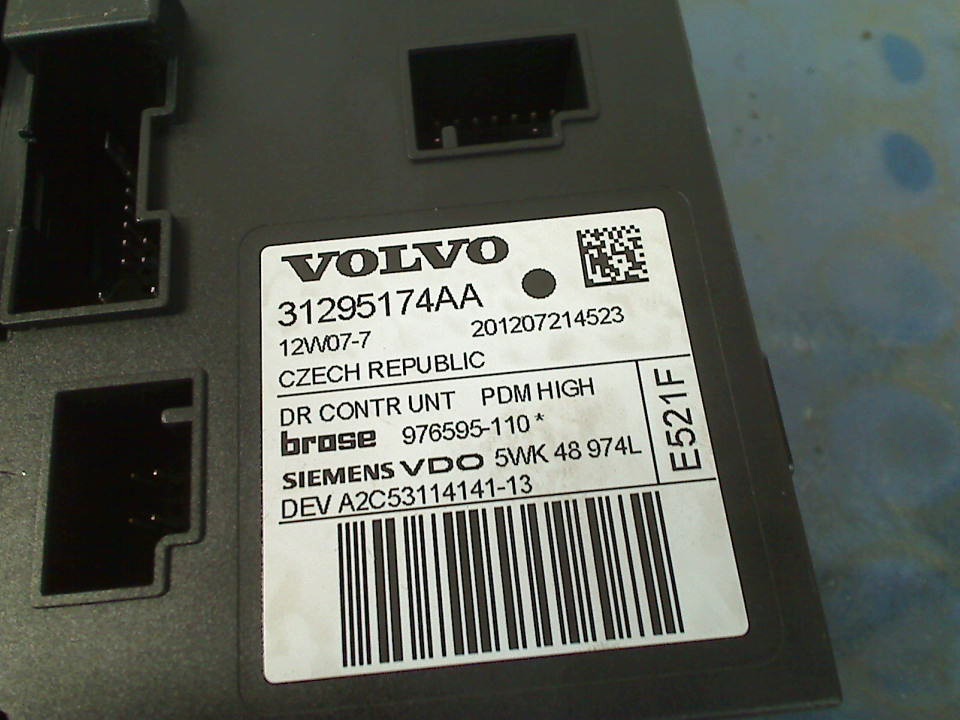 VOLVO
31295174AA
12W07-7 201207214523
CZECH REPUBLIC
DR CONTR UNT PDM HIGH
brose 976595-110 *
SIEMENS VDO 5WK 48 974L
DEV A2C53114141-13
E521F